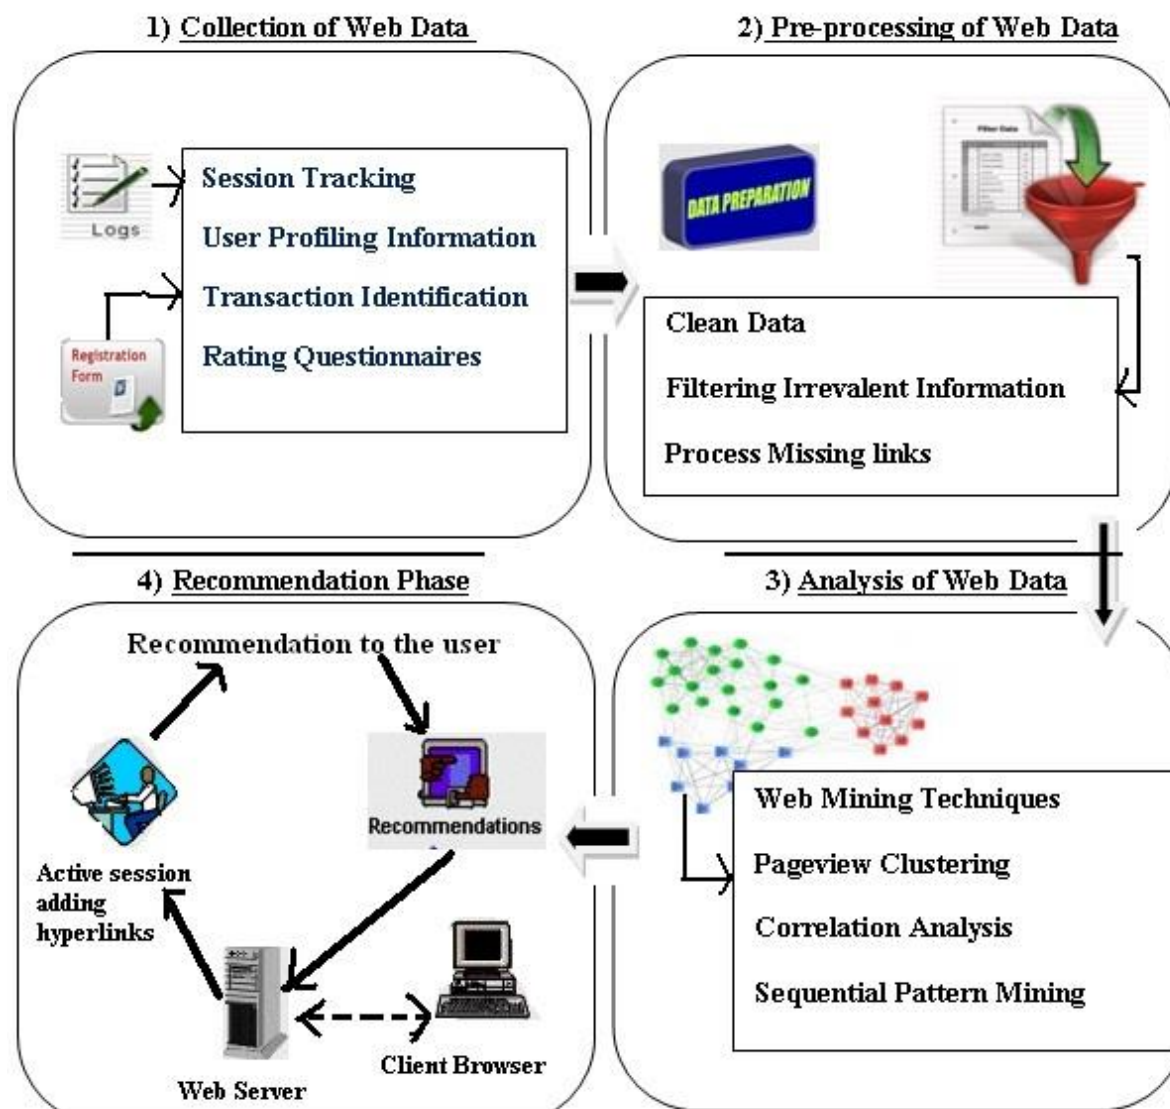 1) Collection of Web Data
Logs
Session Tracking
User Profiling Information
Transaction Identification
Rating Questionnaires
Registration
Form
2) Pre-processing of Web Data
DATA PREPARATION
Filter Data
Clean Data
Filtering Irrevalent Information
Process Missing links
3) Analysis of Web Data
Web Mining Techniques
Pageview Clustering
Correlation Analysis
Sequential Pattern Mining
4) Recommendation Phase
Recommendation to the user
Recommendations
Active session
adding
hyperlinks
Web Server
Client Browser